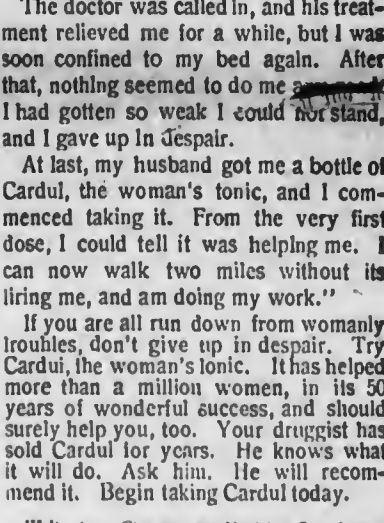 The doctor was called in, and his treat-
ment relieved me for a while, but I was
soon confined to my bed again. After
that, nothing seemed to do me
I had gotten so weak I could not stand,
and I gave up in despair.
At last, my husband got me a bottle of
Cardui, the woman's tonic, and I com-
menced taking it. From the very first
dose, I could tell it was helping me. I
can now walk two miles without its
tiring me, and am doing my work."
If you are all run down from womanly
troubles, don't give up in despair. Try
Cardui, the woman's tonic. It has helped
more than a million women, in its 50
years of wonderful success, and should
surely help you, too. Your druggist has
sold Cardui for years. He knows what
it will do. Ask him. He will recom-
mend it. Begin taking Cardui today.